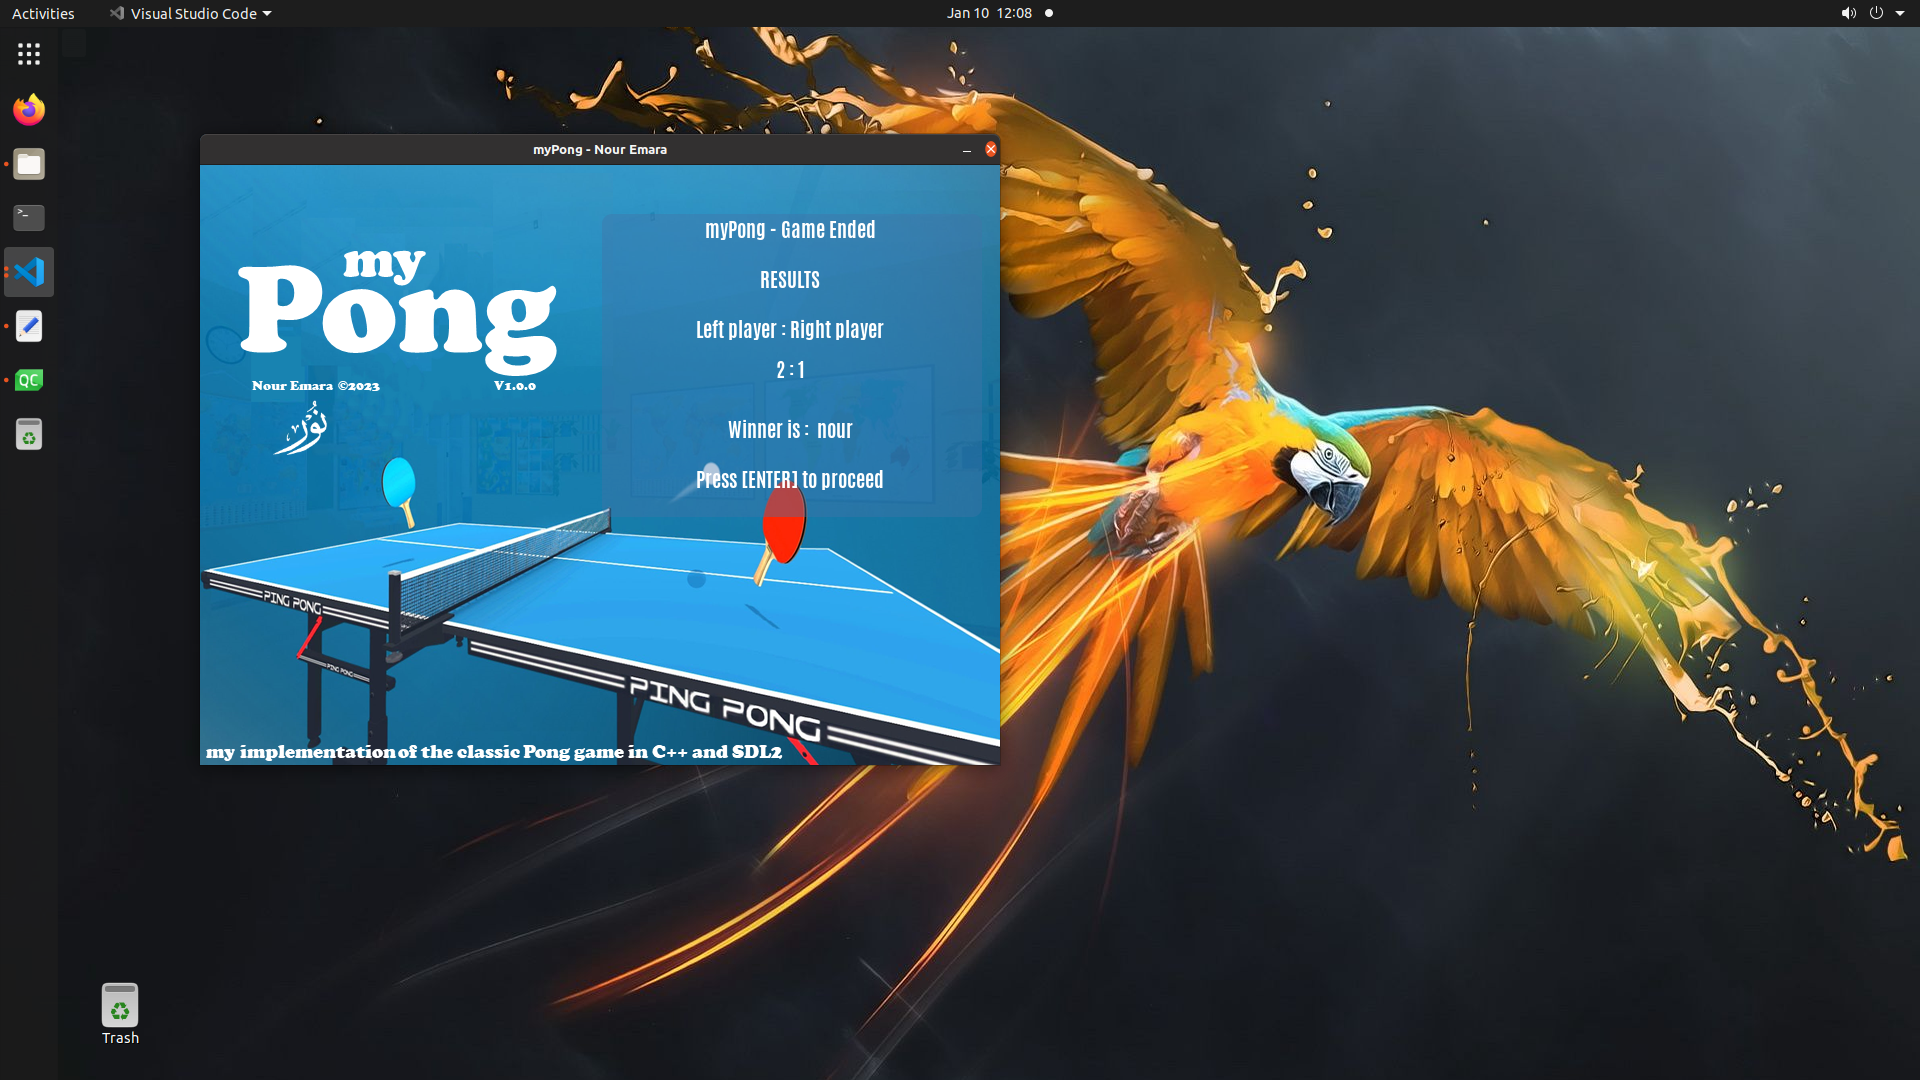 Activities
Visual Studio Code
Jan 10 12:08
myPong - Nour Emara
my
Pong
Nour Emara ©2023
V1.0.0
نُوْر
myPong - Game Ended
RESULTS
Left player : Right player
2 : 1
Winner is : nour
Press [ENTER] to proceed
PING PONG
PING PONG
PING PONG
my implementation of the classic Pong game in C++ and SDL2
>_
QC
Trash